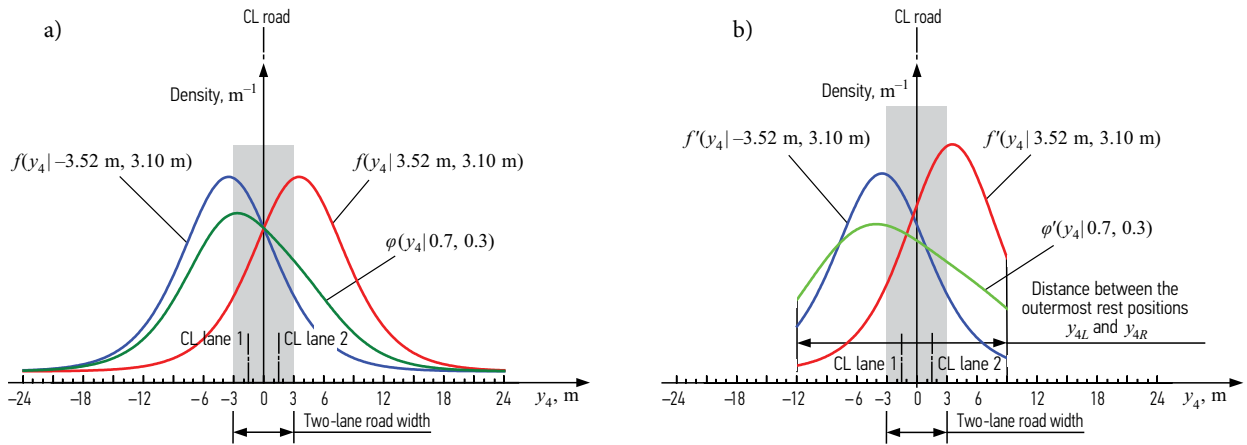 a)
CL road
Density, m⁻¹
f(y₄| −3.52 m, 3.10 m)
f(y₄| 3.52 m, 3.10 m)
φ(y₄| 0.7, 0.3)
CL lane 1
CL lane 2
−24 −18 −12 −6 −3 0 3 6 12 18 24 y₄, m
Two-lane road width
b)
CL road
Density, m⁻¹
f′(y₄| −3.52 m, 3.10 m)
f′(y₄| 3.52 m, 3.10 m)
φ′(y₄| 0.7, 0.3)
Distance between the
outermost rest positions
y₄L and y₄R
CL lane 1
CL lane 2
−24 −18 −12 −6 −3 0 3 6 12 18 24 y₄, m
Two-lane road width